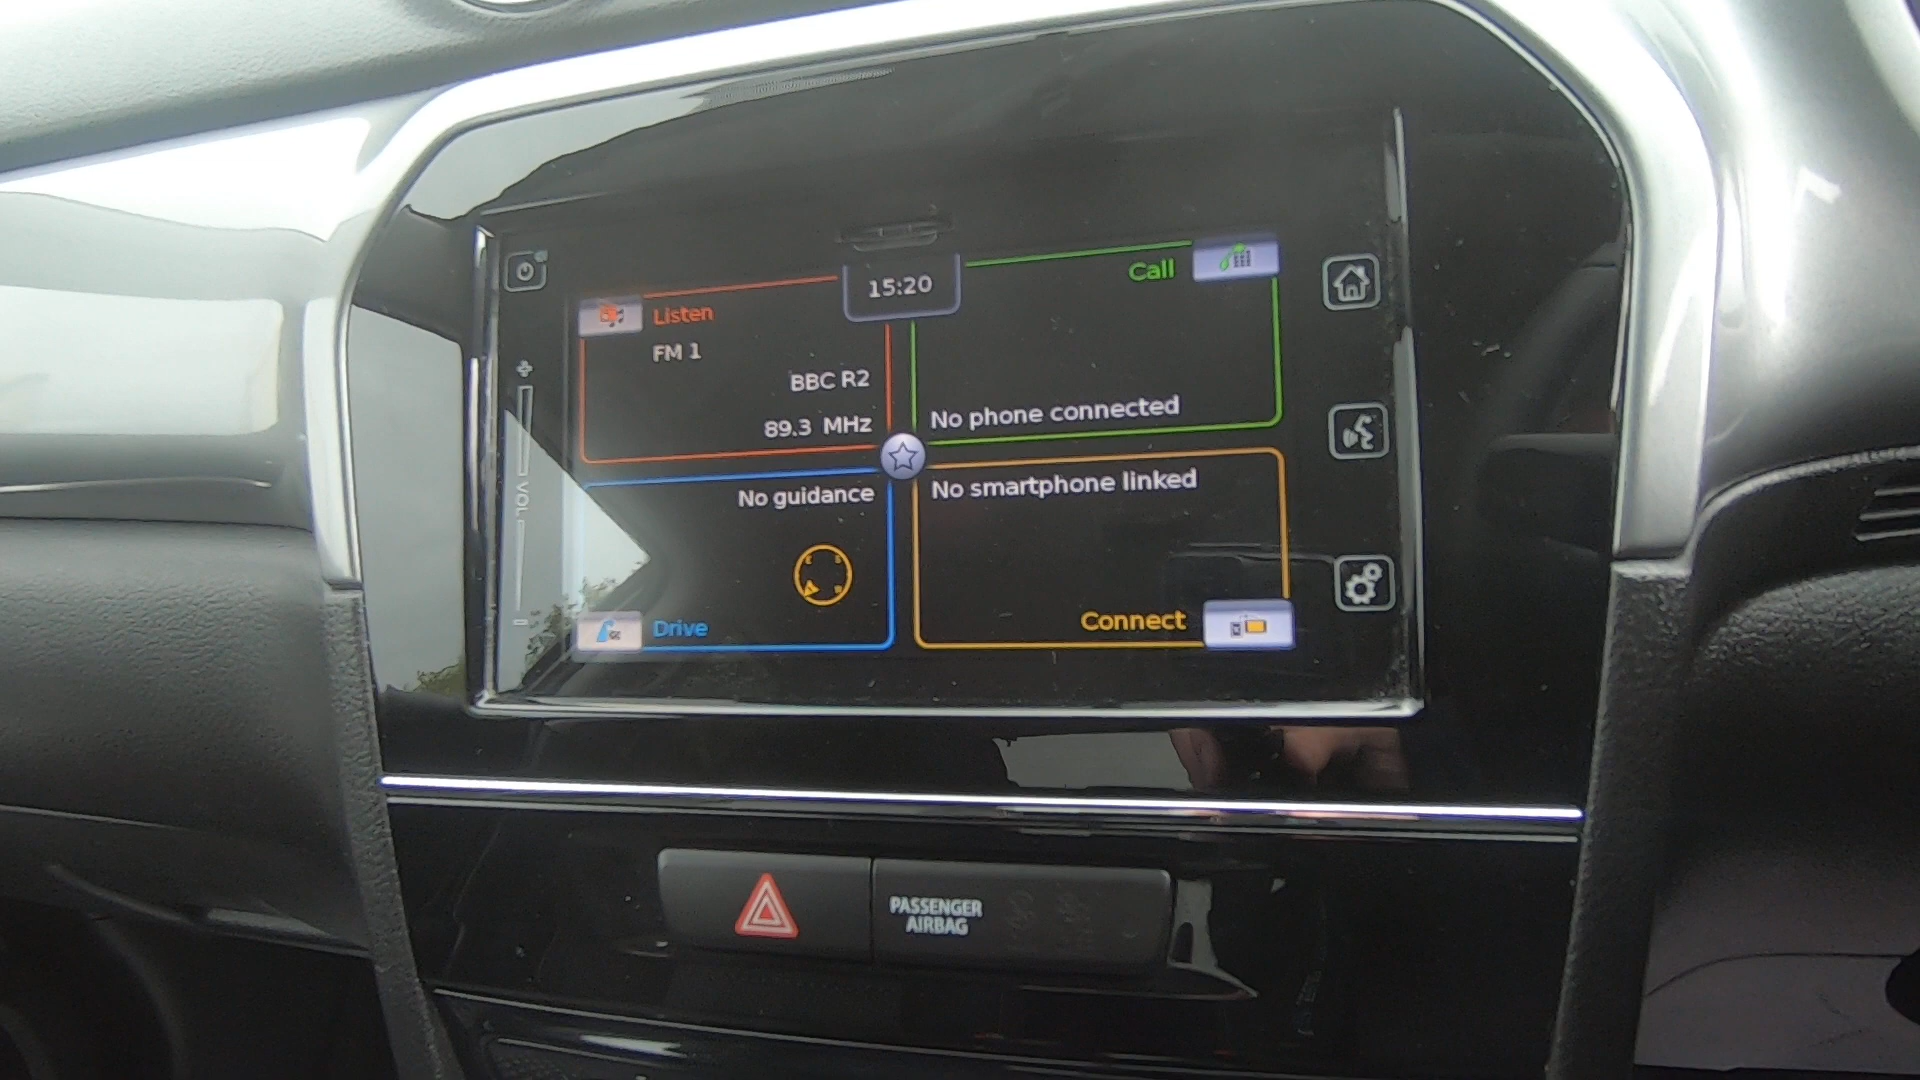 15:20
Call
Listen
FM 1
BBC R2
89.3 MHz
No phone connected
VOL
No guidance
No smartphone linked
Drive
Connect
PASSENGER
AIRBAG